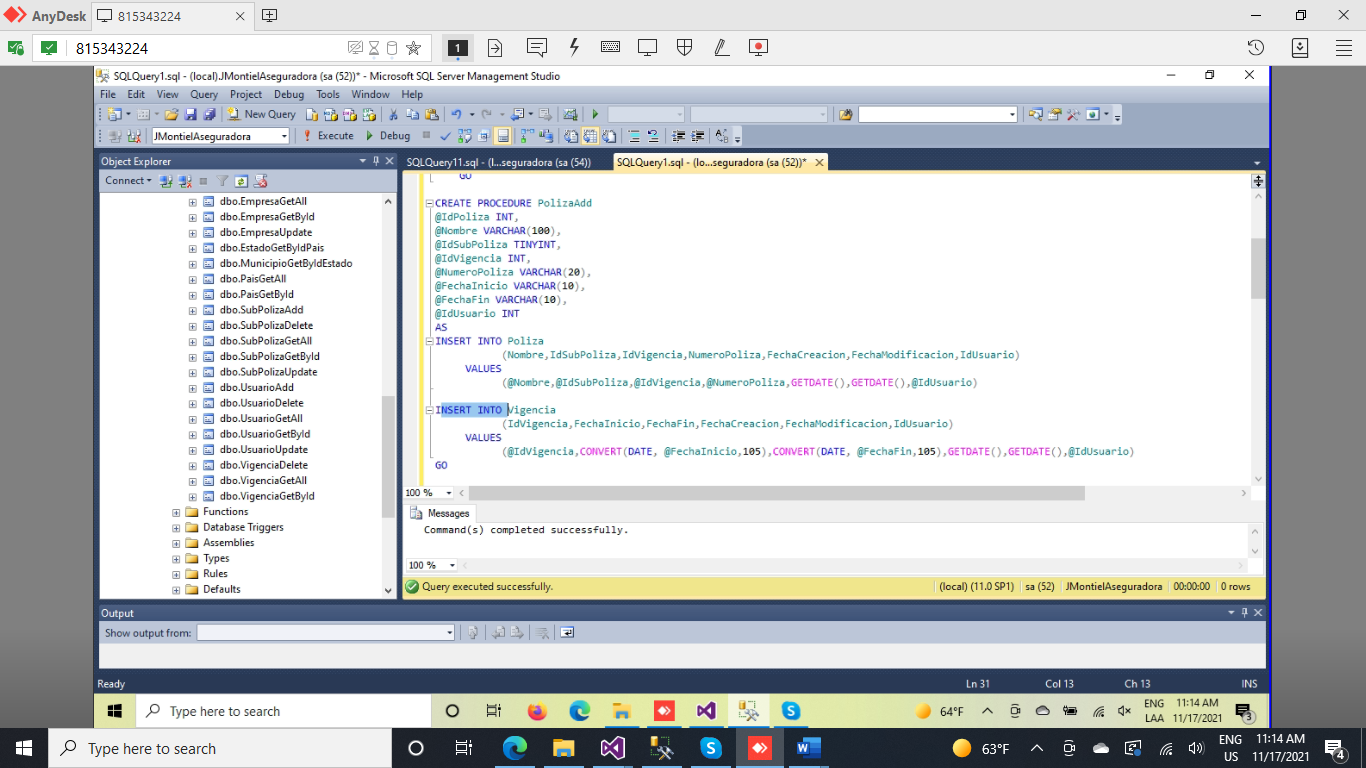 AnyDesk
815343224
815343224
1
SQLQuery1.sql - (local).JMontielAseguradora (sa (52))* - Microsoft SQL Server Management Studio
File Edit View Query Project Debug Tools Window Help
New Query
JMontielAseguradora
Execute
Debug
Object Explorer
SQLQuery11.sql - (l...seguradora (sa (54))
SQLQuery1.sql - (lo...seguradora (sa (52))*
Connect
dbo.EmpresaGetAll
dbo.EmpresaGetById
dbo.EmpresaUpdate
dbo.EstadoGetByIdPais
dbo.MunicipioGetByIdEstado
dbo.PaisGetAll
dbo.PaisGetById
dbo.SubPolizaAdd
dbo.SubPolizaDelete
dbo.SubPolizaGetAll
dbo.SubPolizaGetById
dbo.SubPolizaUpdate
dbo.UsuarioAdd
dbo.UsuarioDelete
dbo.UsuarioGetAll
dbo.UsuarioGetById
dbo.UsuarioUpdate
dbo.VigenciaDelete
dbo.VigenciaGetAll
dbo.VigenciaGetById
Functions
Database Triggers
Assemblies
Types
Rules
Defaults
GO
CREATE PROCEDURE PolizaAdd
@IdPoliza INT,
@Nombre VARCHAR(100),
@IdSubPoliza TINYINT,
@IdVigencia INT,
@NumeroPoliza VARCHAR(20),
@FechaInicio VARCHAR(10),
@FechaFin VARCHAR(10),
@IdUsuario INT
AS
INSERT INTO Poliza
(Nombre,IdSubPoliza,IdVigencia,NumeroPoliza,FechaCreacion,FechaModificacion,IdUsuario)
VALUES
(@Nombre,@IdSubPoliza,@IdVigencia,@NumeroPoliza,GETDATE(),GETDATE(),@IdUsuario)
INSERT INTO Vigencia
(IdVigencia,FechaInicio,FechaFin,FechaCreacion,FechaModificacion,IdUsuario)
VALUES
(@IdVigencia,CONVERT(DATE, @FechaInicio,105),CONVERT(DATE, @FechaFin,105),GETDATE(),GETDATE(),@IdUsuario)
GO
100 %
Messages
Command(s) completed successfully.
100 %
Query executed successfully.
(local) (11.0 SP1) sa (52) JMontielAseguradora 00:00:00 0 rows
Output
Show output from:
Ready
Ln 31 Col 13 Ch 13 INS
Type here to search
64°F
ENG
LAA
11:14 AM
11/17/2021
3
Type here to search
63°F
ENG
US
11:14 AM
11/17/2021
4